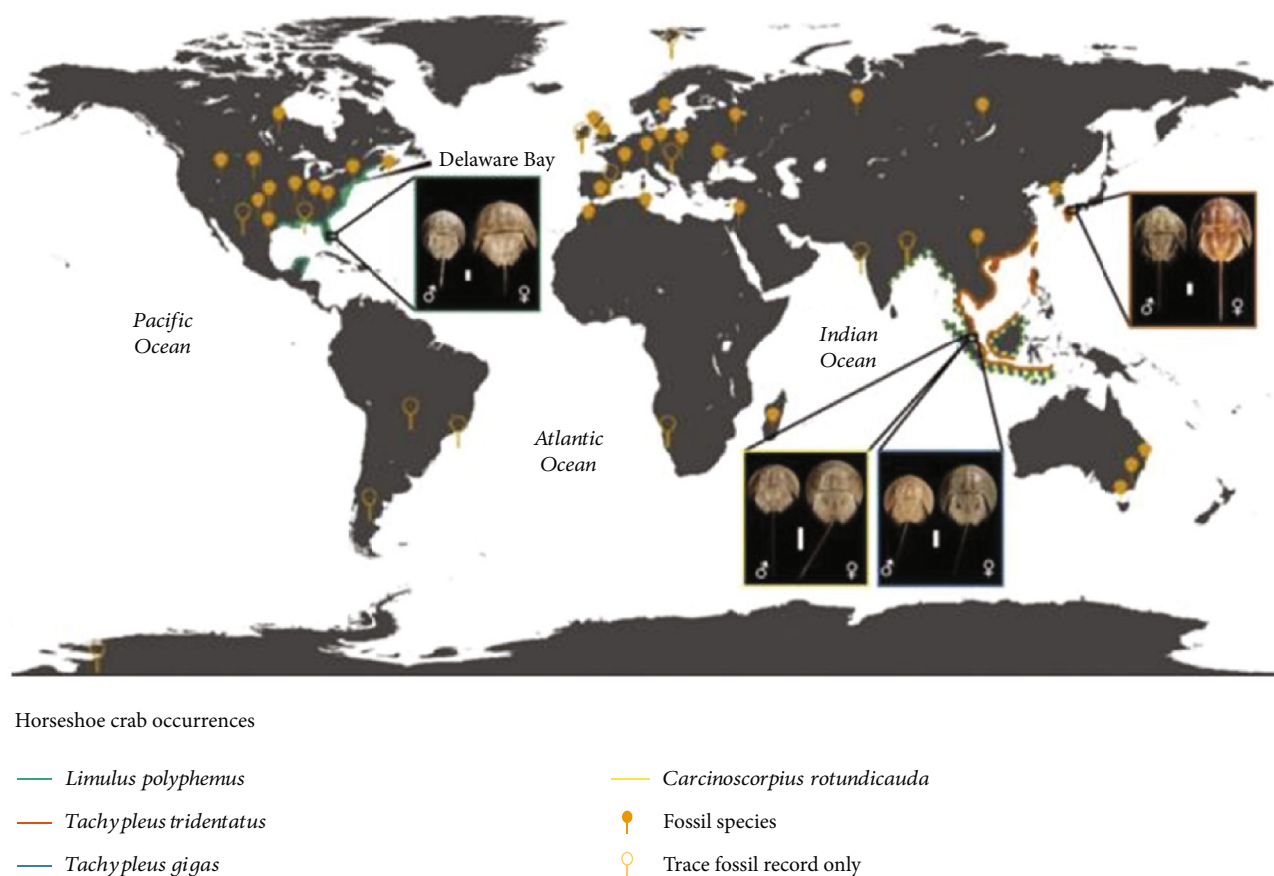 Delaware Bay
♂
♀
♂
♀
Pacific
Ocean
Indian
Ocean
Atlantic
Ocean
♂
♀
♂
♀
Horseshoe crab occurrences
Limulus polyphemus
Tachypleus tridentatus
Tachypleus gigas
Carcinoscorpius rotundicauda
Fossil species
Trace fossil record only